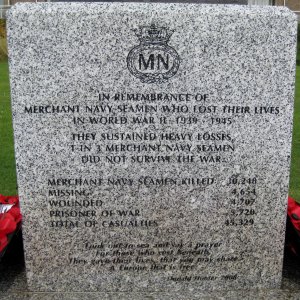 MN
IN REMEMBRANCE OF
MERCHANT NAVY SEAMEN WHO LOST THEIR LIVES
IN WORLD WAR II. 1939 - 1945
THEY SUSTAINED HEAVY LOSSES,
1 IN 3 MERCHANT NAVY SEAMEN
DID NOT SURVIVE THE WAR.
MERCHANT NAVY SEAMEN KILLED 30,248
MISSING 4,654
WOUNDED 4,707
PRISONER OF WAR 5,720
TOTAL OF CASUALTIES 45,329
Look out to sea and say a prayer
For those who rest beneath,
They gave their lives, that you may share
A Europe that is free
Donald Hunter 2006